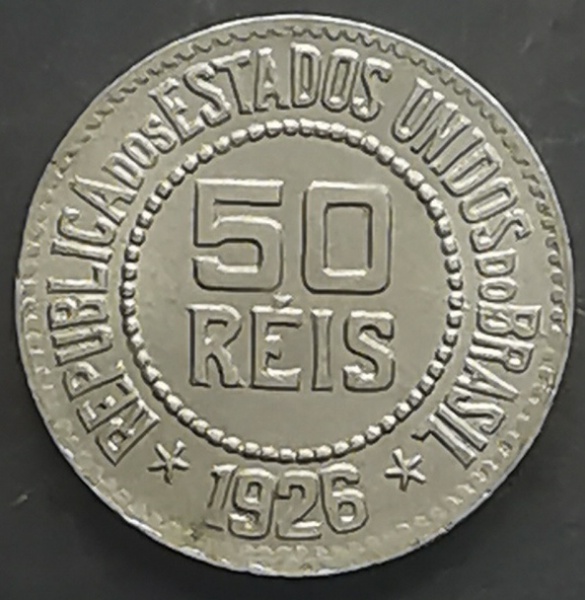 REPUBLICA DOS ESTADOS UNIDOS DO BRASIL
50
RÉIS
1926